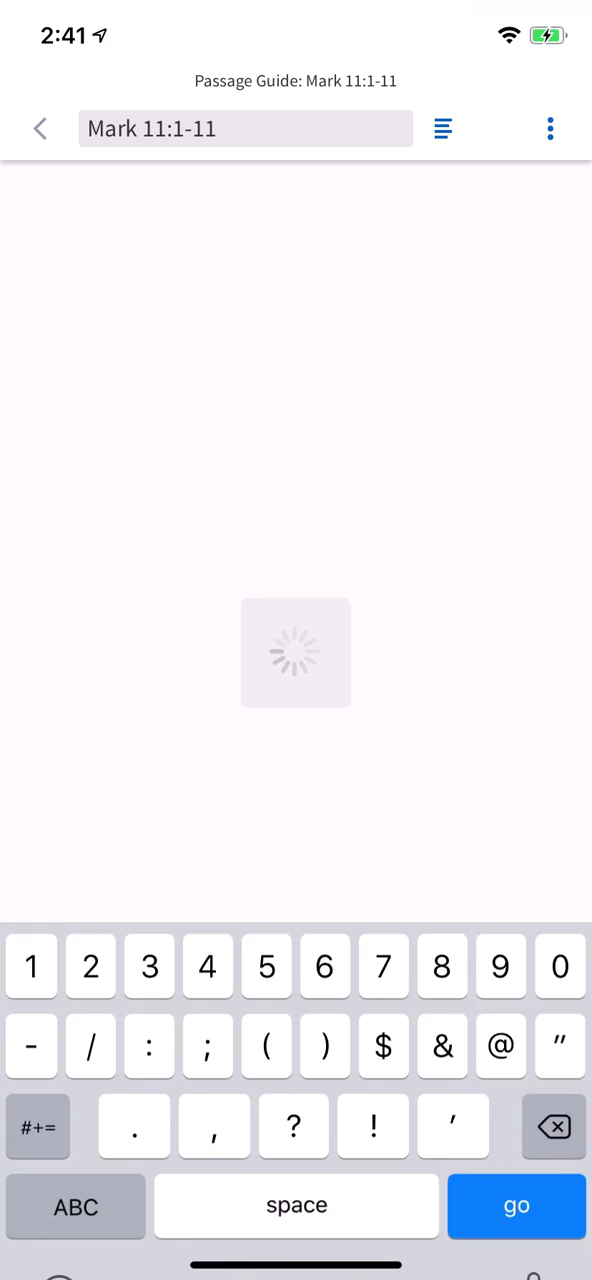 2:41
Passage Guide: Mark 11:1-11
Mark 11:1-11
1 2 3 4 5 6 7 8 9 0
- / : ; ( ) $ & @ "
#+= . , ? ! '
ABC space go